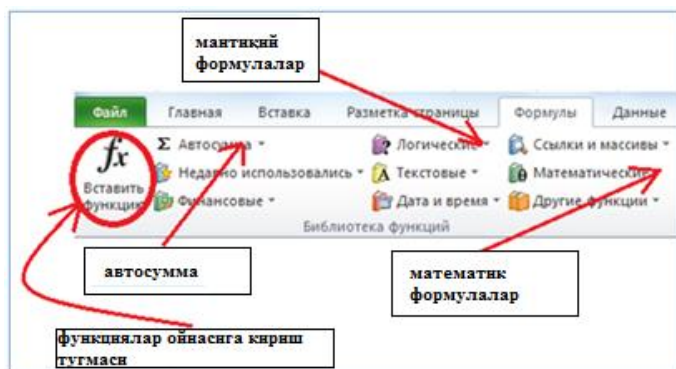 мантиқий
формулалар
Файл Главная Вставка Разметка страницы Формулы Данные
fx Σ Автосумма Логические Ссылки и массивы
Недавно использовались Текстовые Математические
Вставить
функцию Финансовые Дата и время Другие функции
Библиотека функций
автосумма
математик
формулалар
функциялар ойнасига кириш
тугмаси